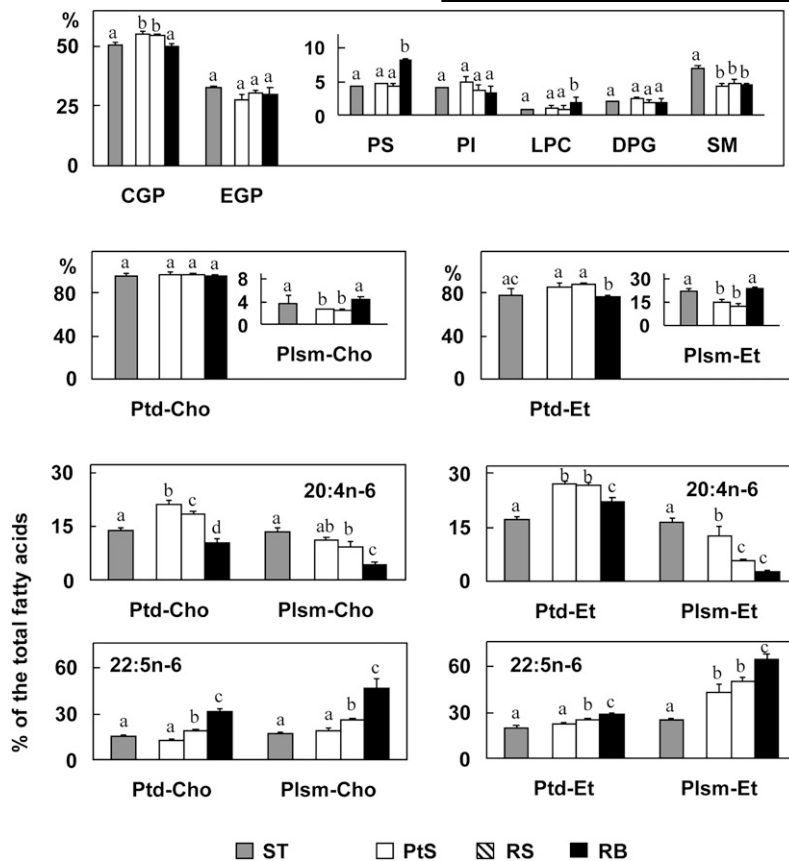 %
50
25
0
a b b a
a a a a
CGP EGP
10
5
0
a a a b
a a a a
a a a b
a a a a
a b b b
PS PI LPC DPG SM
%
80
40
0
a a a a
Ptd-Cho
8
4
0
a b b a
Plsm-Cho
%
80
40
0
ac a a b
Ptd-Et
30
15
0
a b b a
Plsm-Et
% of the total fatty acids
30
15
0
20:4n-6
a b c d
a ab b c
Ptd-Cho Plsm-Cho
30
15
0
20:4n-6
a b b c
a b c c
Ptd-Et Plsm-Et
60
30
0
22:5n-6
a a b c
a a b c
Ptd-Cho Plsm-Cho
60
30
0
22:5n-6
a a b c
a b b c
Ptd-Et Plsm-Et
ST PtS RS RB